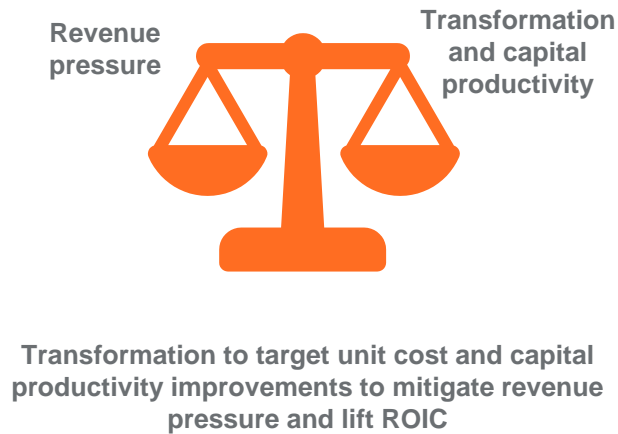 Revenue
pressure
Transformation
and capital
productivity
Transformation to target unit cost and capital
productivity improvements to mitigate revenue
pressure and lift ROIC